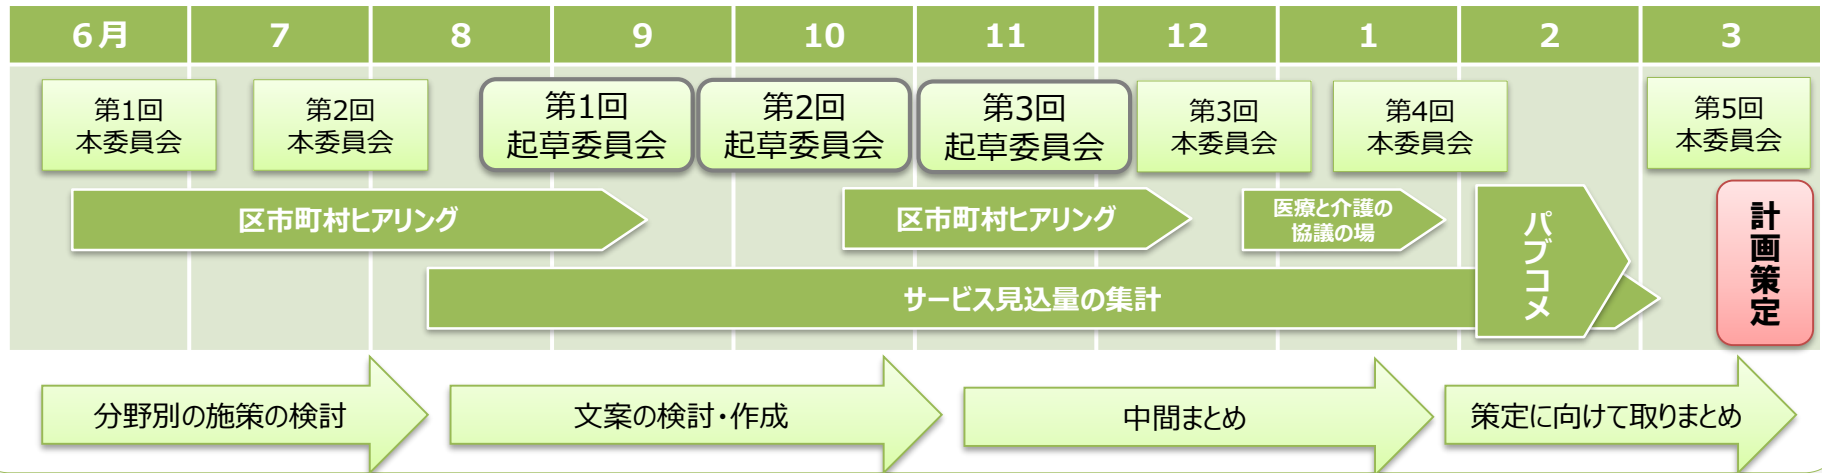 6月 7 8 9 10 11 12 1 2 3
第1回
本委員会
第2回
本委員会
第1回
起草委員会
第2回
起草委員会
第3回
起草委員会
第3回
本委員会
第4回
本委員会
第5回
本委員会
区市町村ヒアリング
区市町村ヒアリング
医療と介護の
協議の場
パブコメ
計画策定
サービス見込量の集計
分野別の施策の検討
文案の検討・作成
中間まとめ
策定に向けて取りまとめ